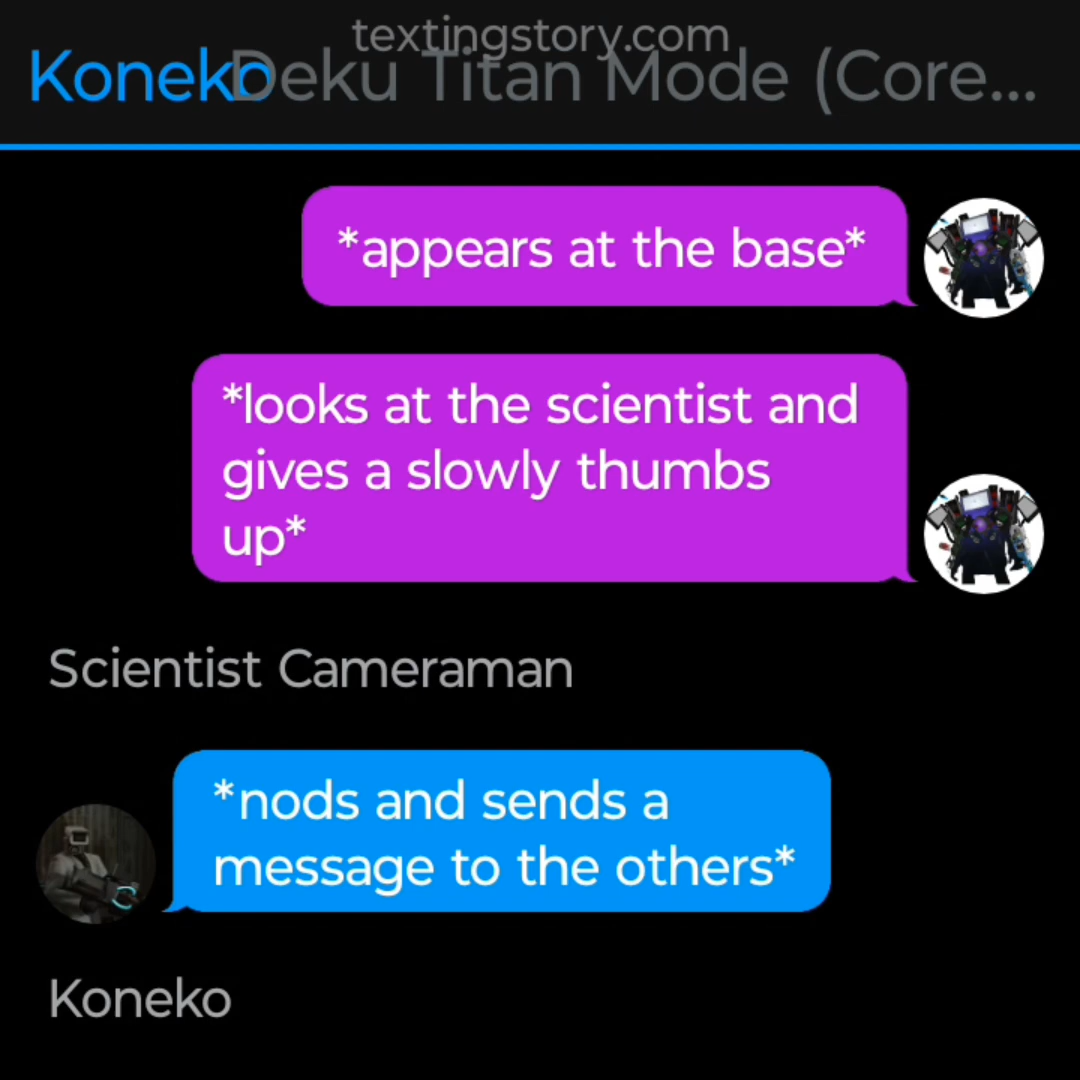 textingstory.com
Koneko Deku Titan Mode (Core...
*appears at the base*
*looks at the scientist and
gives a slowly thumbs
up*
Scientist Cameraman
*nods and sends a
message to the others*
Koneko